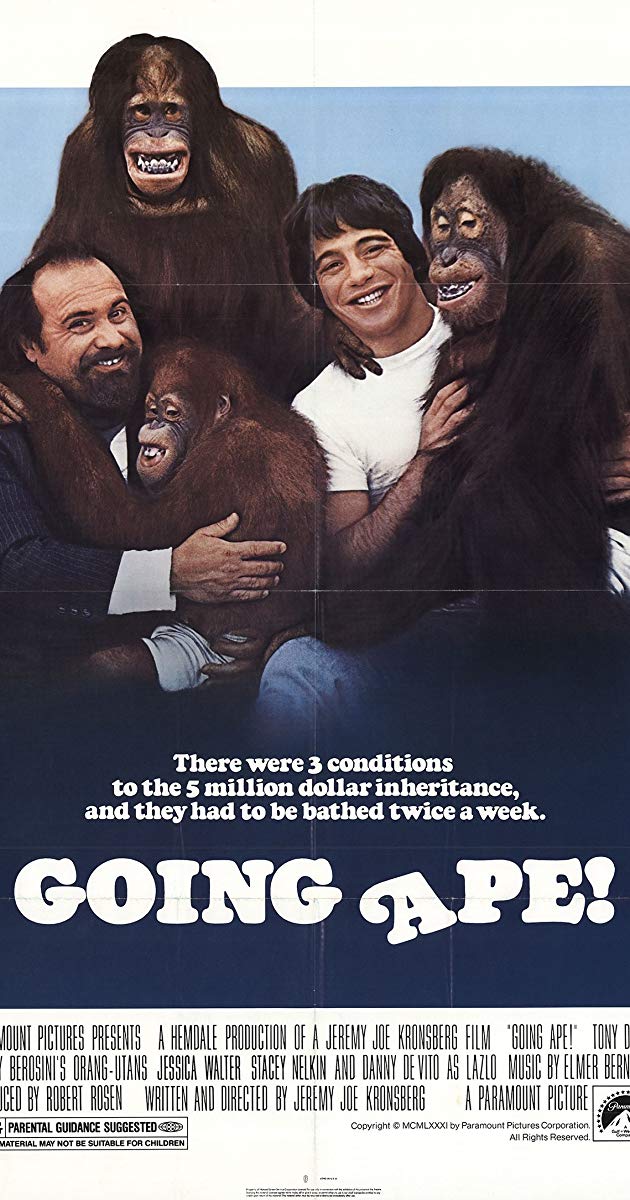 There were 3 conditions
to the 5 million dollar inheritance,
and they had to be bathed twice a week.
GOING APE!
MOUNT PICTURES PRESENTS A HEMDALE PRODUCTION OF A JEREMY JOE KRONSBERG FILM "GOING APE!" TONY D
Y BEROSINI'S ORANG-UTANS JESSICA WALTER STACEY NELKIN AND DANNY DE VITO AS LAZLO MUSIC BY ELMER BERN
UCED BY ROBERT ROSEN WRITTEN AND DIRECTED BY JEREMY JOE KRONSBERG A PARAMOUNT PICTURE
PARENTAL GUIDANCE SUGGESTED
MATERIAL MAY NOT BE SUITABLE FOR CHILDREN
Copyright © MCMLXXXI by Paramount Pictures Corporation.
All Rights Reserved.